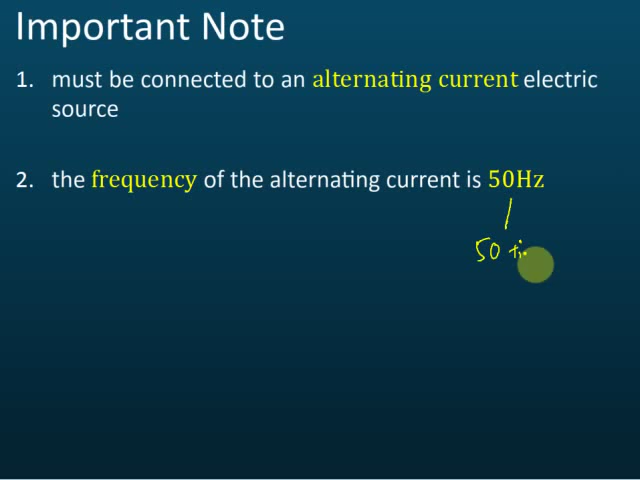 Important Note
1. must be connected to an alternating current electric
source
2. the frequency of the alternating current is 50Hz
50 ti